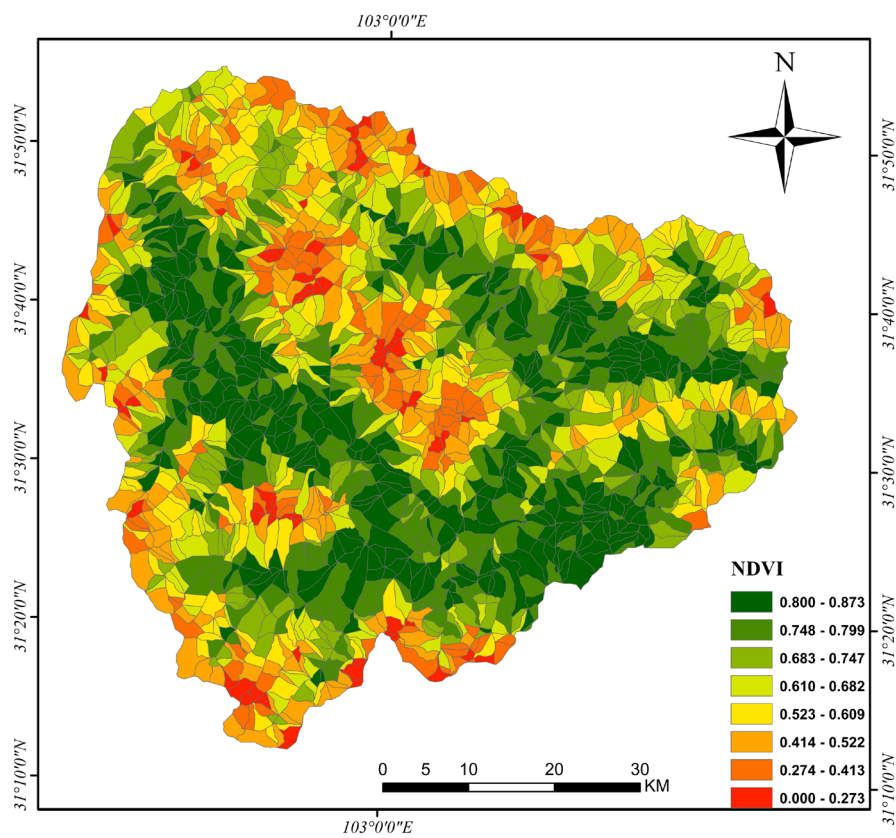 103°0'0"E
N
31°50'0"N
31°50'0"N
31°40'0"N
31°40'0"N
31°30'0"N
31°30'0"N
31°20'0"N
31°20'0"N
31°10'0"N
31°10'0"N
NDVI
0.800 - 0.873
0.748 - 0.799
0.683 - 0.747
0.610 - 0.682
0.523 - 0.609
0.414 - 0.522
0.274 - 0.413
0.000 - 0.273
0 5 10 20 30
KM
103°0'0"E